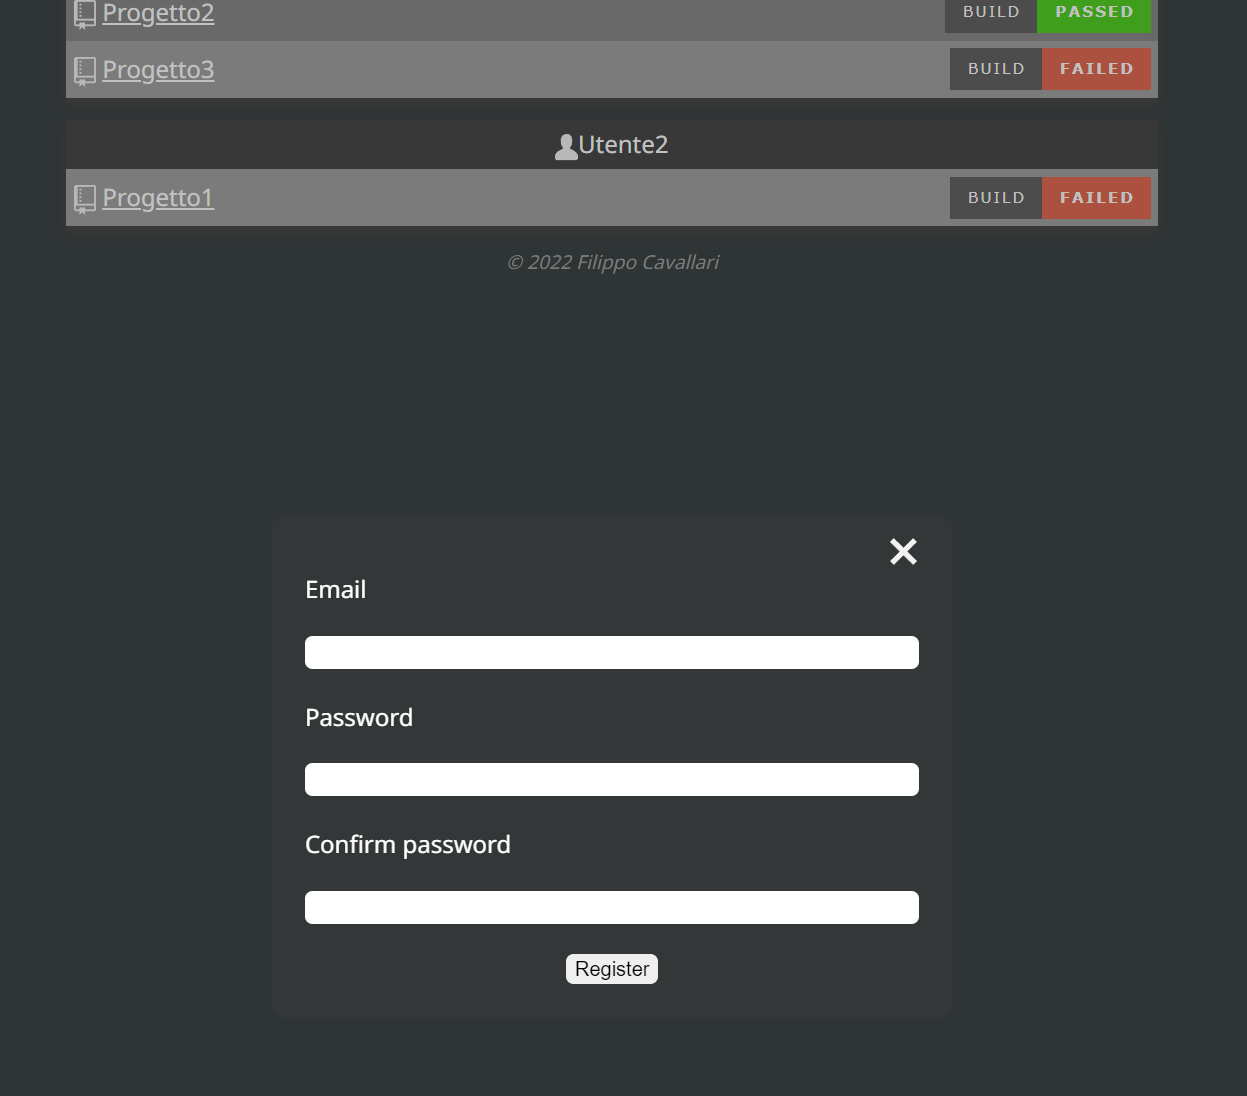 Progetto2 BUILD PASSED
Progetto3 BUILD FAILED
Utente2
Progetto1 BUILD FAILED
© 2022 Filippo Cavallari
Email
Password
Confirm password
Register